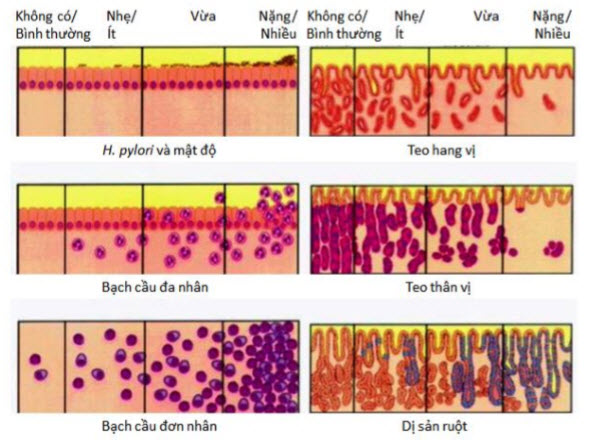 Không có/ Nhẹ/ Vừa Nặng/
Bình thường Ít Nhiều
Không có/ Nhẹ/ Vừa Nặng/
Bình thường Ít Nhiều
H. pylori và mật độ
Teo hang vị
Bạch cầu đa nhân
Teo thân vị
Bạch cầu đơn nhân
Dị sản ruột